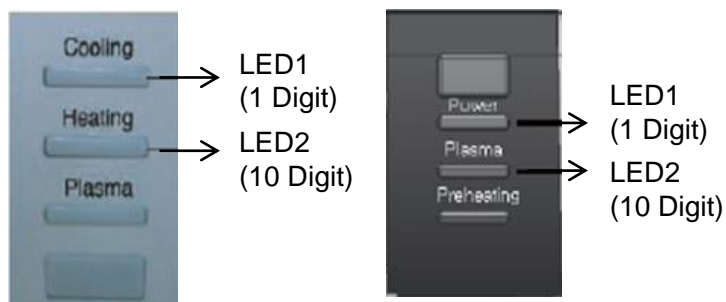 Cooling
LED1
(1 Digit)
Heating
LED2
(10 Digit)
Plasma
Power
LED1
(1 Digit)
Plasma
LED2
(10 Digit)
Preheating